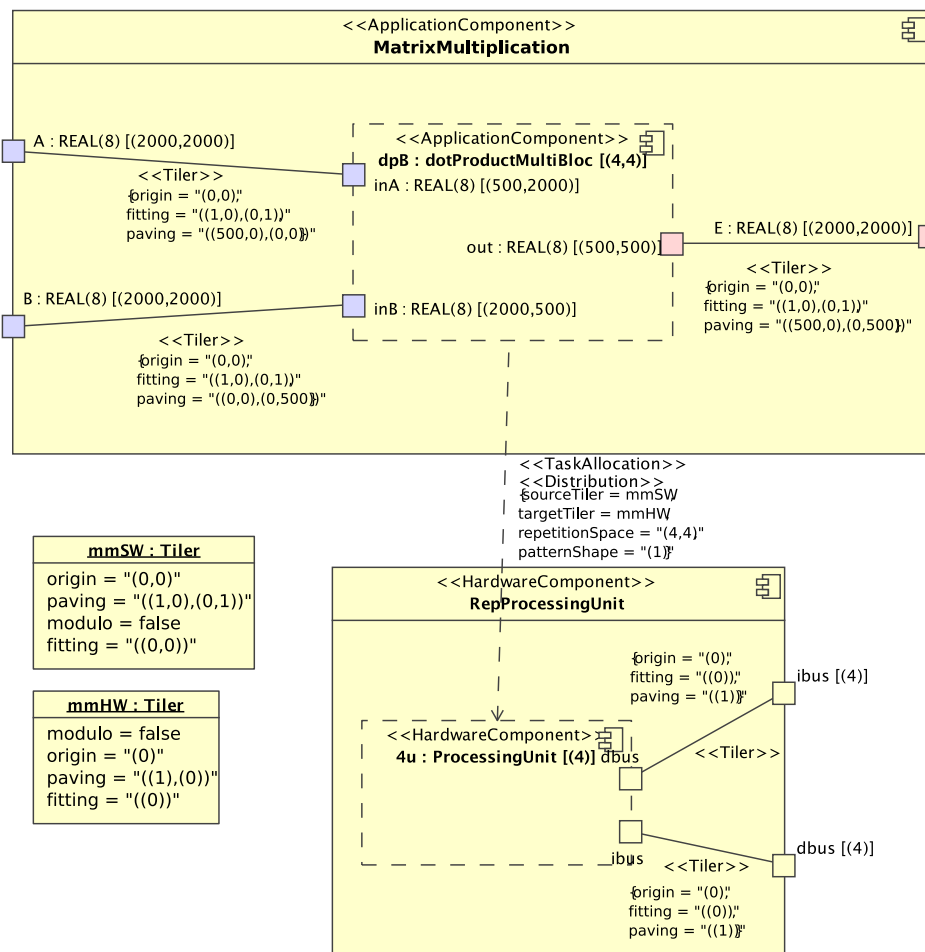 <<ApplicationComponent>>
MatrixMultiplication
A : REAL(8) [(2000,2000)]
<<Tiler>>
{origin = "(0,0)",
fitting = "((1,0),(0,1))",
paving = "((500,0),(0,0))"}
<<ApplicationComponent>>
dpB : dotProductMultiBloc [(4,4)]
inA : REAL(8) [(500,2000)]
out : REAL(8) [(500,500)]
E : REAL(8) [(2000,2000)]
<<Tiler>>
{origin = "(0,0)",
fitting = "((1,0),(0,1))",
paving = "((500,0),(0,500))"}
B : REAL(8) [(2000,2000)]
inB : REAL(8) [(2000,500)]
<<Tiler>>
{origin = "(0,0)",
fitting = "((1,0),(0,1))",
paving = "((0,0),(0,500))"}
<<TaskAllocation>>
<<Distribution>>
{sourceTiler = mmSW,
targetTiler = mmHW,
repetitionSpace = "(4,4)",
patternShape = "(1)"}
mmSW : Tiler
origin = "(0,0)"
paving = "((1,0),(0,1))"
modulo = false
fitting = "((0,0))"
mmHW : Tiler
modulo = false
origin = "(0)"
paving = "((1),(0))"
fitting = "((0))"
<<HardwareComponent>>
RepProcessingUnit
{origin = "(0)",
fitting = "((0))",
paving = "((1))"}
ibus [(4)]
<<Tiler>>
<<HardwareComponent>>
4u : ProcessingUnit [(4)]
dbus
ibus
dbus [(4)]
<<Tiler>>
{origin = "(0)",
fitting = "((0))",
paving = "((1))"}